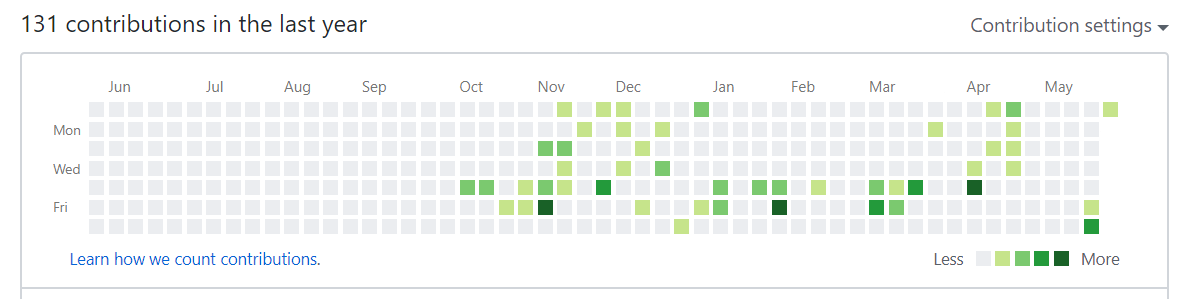 131 contributions in the last year
Contribution settings
Jun Jul Aug Sep Oct Nov Dec Jan Feb Mar Apr May
Mon
Wed
Fri
Learn how we count contributions.
Less More